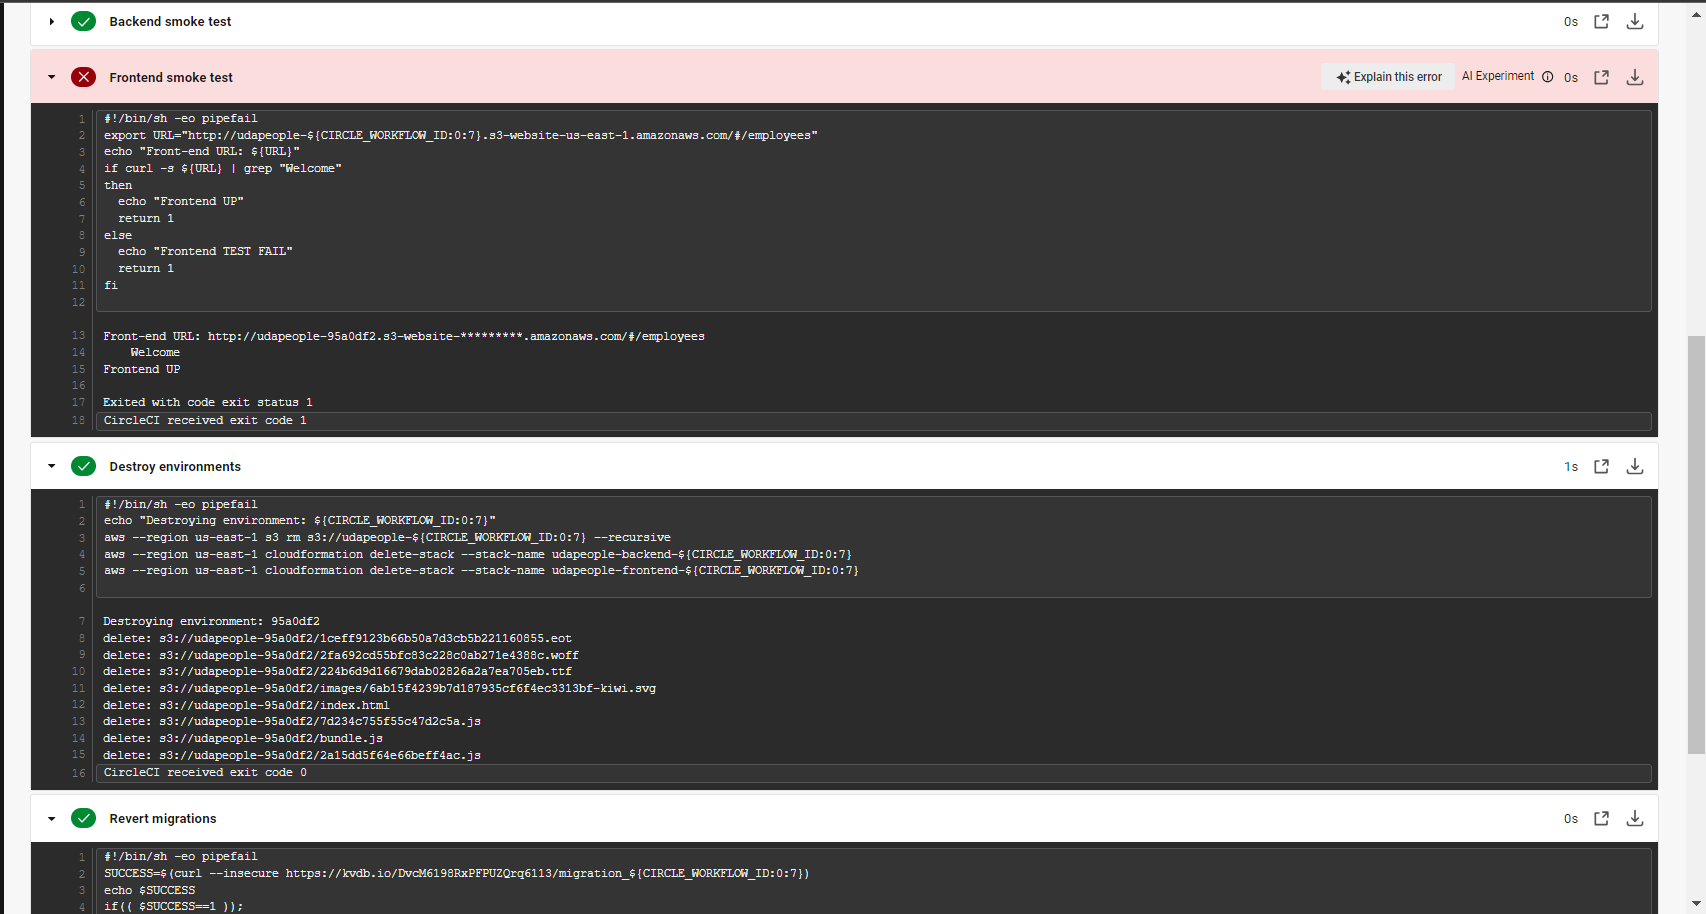 Backend smoke test 0s
Frontend smoke test Explain this error AI Experiment 0s
1 #!/bin/sh -eo pipefail
2 export URL="http://udapeople-${CIRCLE_WORKFLOW_ID:0:7}.s3-website-us-east-1.amazonaws.com/#/employees"
3 echo "Front-end URL: ${URL}"
4 if curl -s ${URL} | grep "Welcome"
5 then
6 echo "Frontend UP"
7 return 1
8 else
9 echo "Frontend TEST FAIL"
10 return 1
11 fi
12
13 Front-end URL: http://udapeople-95a0df2.s3-website-*********.amazonaws.com/#/employees
14 Welcome
15 Frontend UP
16
17 Exited with code exit status 1
18 CircleCI received exit code 1
Destroy environments 1s
1 #!/bin/sh -eo pipefail
2 echo "Destroying environment: ${CIRCLE_WORKFLOW_ID:0:7}"
3 aws --region us-east-1 s3 rm s3://udapeople-${CIRCLE_WORKFLOW_ID:0:7} --recursive
4 aws --region us-east-1 cloudformation delete-stack --stack-name udapeople-backend-${CIRCLE_WORKFLOW_ID:0:7}
5 aws --region us-east-1 cloudformation delete-stack --stack-name udapeople-frontend-${CIRCLE_WORKFLOW_ID:0:7}
6
7 Destroying environment: 95a0df2
8 delete: s3://udapeople-95a0df2/1ceff9123b66b50a7d3cb5b221160855.eot
9 delete: s3://udapeople-95a0df2/2fa692cd55bfc83c228c0ab271e4388c.woff
10 delete: s3://udapeople-95a0df2/224b6d9d16679dab02826a2a7ea705eb.ttf
11 delete: s3://udapeople-95a0df2/images/6ab15f4239b7d187935cf6f4ec3313bf-kiwi.svg
12 delete: s3://udapeople-95a0df2/index.html
13 delete: s3://udapeople-95a0df2/7d234c755f55c47d2c5a.js
14 delete: s3://udapeople-95a0df2/bundle.js
15 delete: s3://udapeople-95a0df2/2a15dd5f64e66beff4ac.js
16 CircleCI received exit code 0
Revert migrations 0s
1 #!/bin/sh -eo pipefail
2 SUCCESS=$(curl --insecure https://kvdb.io/DvcM6198RxPFPUZQrq6113/migration_${CIRCLE_WORKFLOW_ID:0:7})
3 echo $SUCCESS
4 if(( $SUCCESS==1 ));